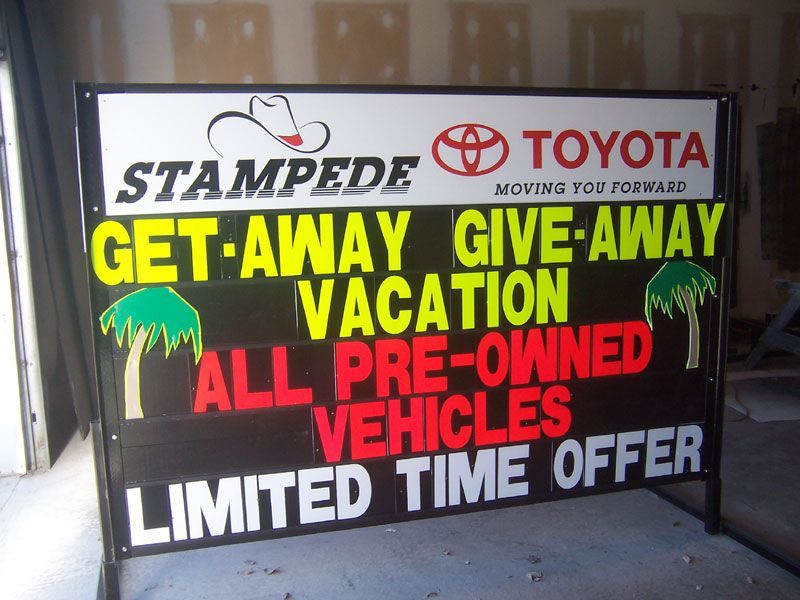 STAMPEDE
TOYOTA
MOVING YOU FORWARD
GET-AWAY GIVE-AWAY
VACATION
ALL PRE-OWNED
VEHICLES
LIMITED TIME OFFER